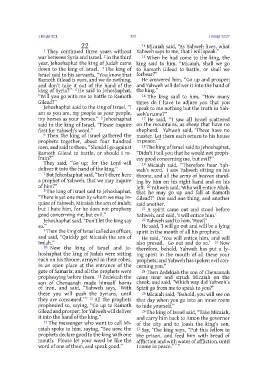 1 Kings 22:1
333
1 Kings 22:27
22
1 They continued three years without
war between Syria and Israel. 2 In the third
year, Jehoshaphat the king of Judah came
down to the king of Israel. 3 The king of
Israel said to his servants, “You know that
Ramoth Gilead is ours, and we do nothing,
and don’t take it out of the hand of the
king of Syria?” 4 He said to Jehoshaphat,
“Will you go with me to battle to Ramoth
Gilead?”
Jehoshaphat said to the king of Israel, “I
am as you are, my people as your people,
my horses as your horses.” 5 Jehoshaphat
said to the king of Israel, “Please inquire
first for Yahweh’s word.”
6 Then the king of Israel gathered the
prophets together, about four hundred
men, and said to them, “Should I go against
Ramoth Gilead to battle, or should I re-
frain?”
They said, “Go up; for the Lord will
deliver it into the hand of the king.”
7 But Jehoshaphat said, “Isn’t there here
a prophet of Yahweh, that we may inquire
of him?”
8 The king of Israel said to Jehoshaphat,
“There is yet one man by whom we may in-
quire of Yahweh, Micaiah the son of Imlah;
but I hate him, for he does not prophesy
good concerning me, but evil.”
Jehoshaphat said, “Don’t let the king say
so.”
9 Then the king of Israel called an officer,
and said, “Quickly get Micaiah the son of
Imlah.”
10 Now the king of Israel and Je-
hoshaphat the king of Judah were sitting
each on his throne, arrayed in their robes,
in an open place at the entrance of the
gate of Samaria; and all the prophets were
prophesying before them. 11 Zedekiah the
son of Chenaanah made himself horns
of iron, and said, “Yahweh says, ‘With
these you will push the Syrians, until
they are consumed.’” 12 All the prophets
prophesied so, saying, “Go up to Ramoth
Gilead and prosper; for Yahweh will deliver
it into the hand of the king.”
13 The messenger who went to call Mi-
caiah spoke to him, saying, “See now, the
prophets declare good to the king with one
mouth. Please let your word be like the
word of one of them, and speak good.”
14 Micaiah said, “As Yahweh lives, what
Yahweh says to me, that I will speak.”
15 When he had come to the king, the
king said to him, “Micaiah, shall we go
to Ramoth Gilead to battle, or shall we
forbear?”
He answered him, “Go up and prosper;
and Yahweh will deliver it into the hand of
the king.”
16 The king said to him, “How many
times do I have to adjure you that you
speak to me nothing but the truth in Yah-
weh’s name?”
17 He said, “I saw all Israel scattered
on the mountains, as sheep that have no
shepherd. Yahweh said, ‘These have no
master. Let them each return to his house
in peace.’”
18 The king of Israel said to Jehoshaphat,
“Didn’t I tell you that he would not proph-
esy good concerning me, but evil?”
19 Micaiah said, “Therefore hear Yah-
weh’s word. I saw Yahweh sitting on his
throne, and all the army of heaven stand-
ing by him on his right hand and on his
left. 20 Yahweh said, ‘Who will entice Ahab,
that he may go up and fall at Ramoth
Gilead?’ One said one thing, and another
said another.
21 A spirit came out and stood before
Yahweh, and said, ‘I will entice him.’
22 Yahweh said to him, ‘How?’
He said, ‘I will go out and will be a lying
spirit in the mouth of all his prophets.’
He said, ‘You will entice him, and will
also prevail. Go out and do so.’ 23 Now
therefore, behold, Yahweh has put a ly-
ing spirit in the mouth of all these your
prophets; and Yahweh has spoken evil con-
cerning you.”
24 Then Zedekiah the son of Chenaanah
came near and struck Micaiah on the
cheek, and said, “Which way did Yahweh’s
Spirit go from me to speak to you?”
25 Micaiah said, “Behold, you will see on
that day when you go into an inner room
to hide yourself.”
26 The king of Israel said, “Take Micaiah,
and carry him back to Amon the governor
of the city and to Joash the king’s son.
27 Say, ‘The king says, “Put this fellow in
the prison, and feed him with bread of
affliction and with water of affliction, until
I come in peace.”’”